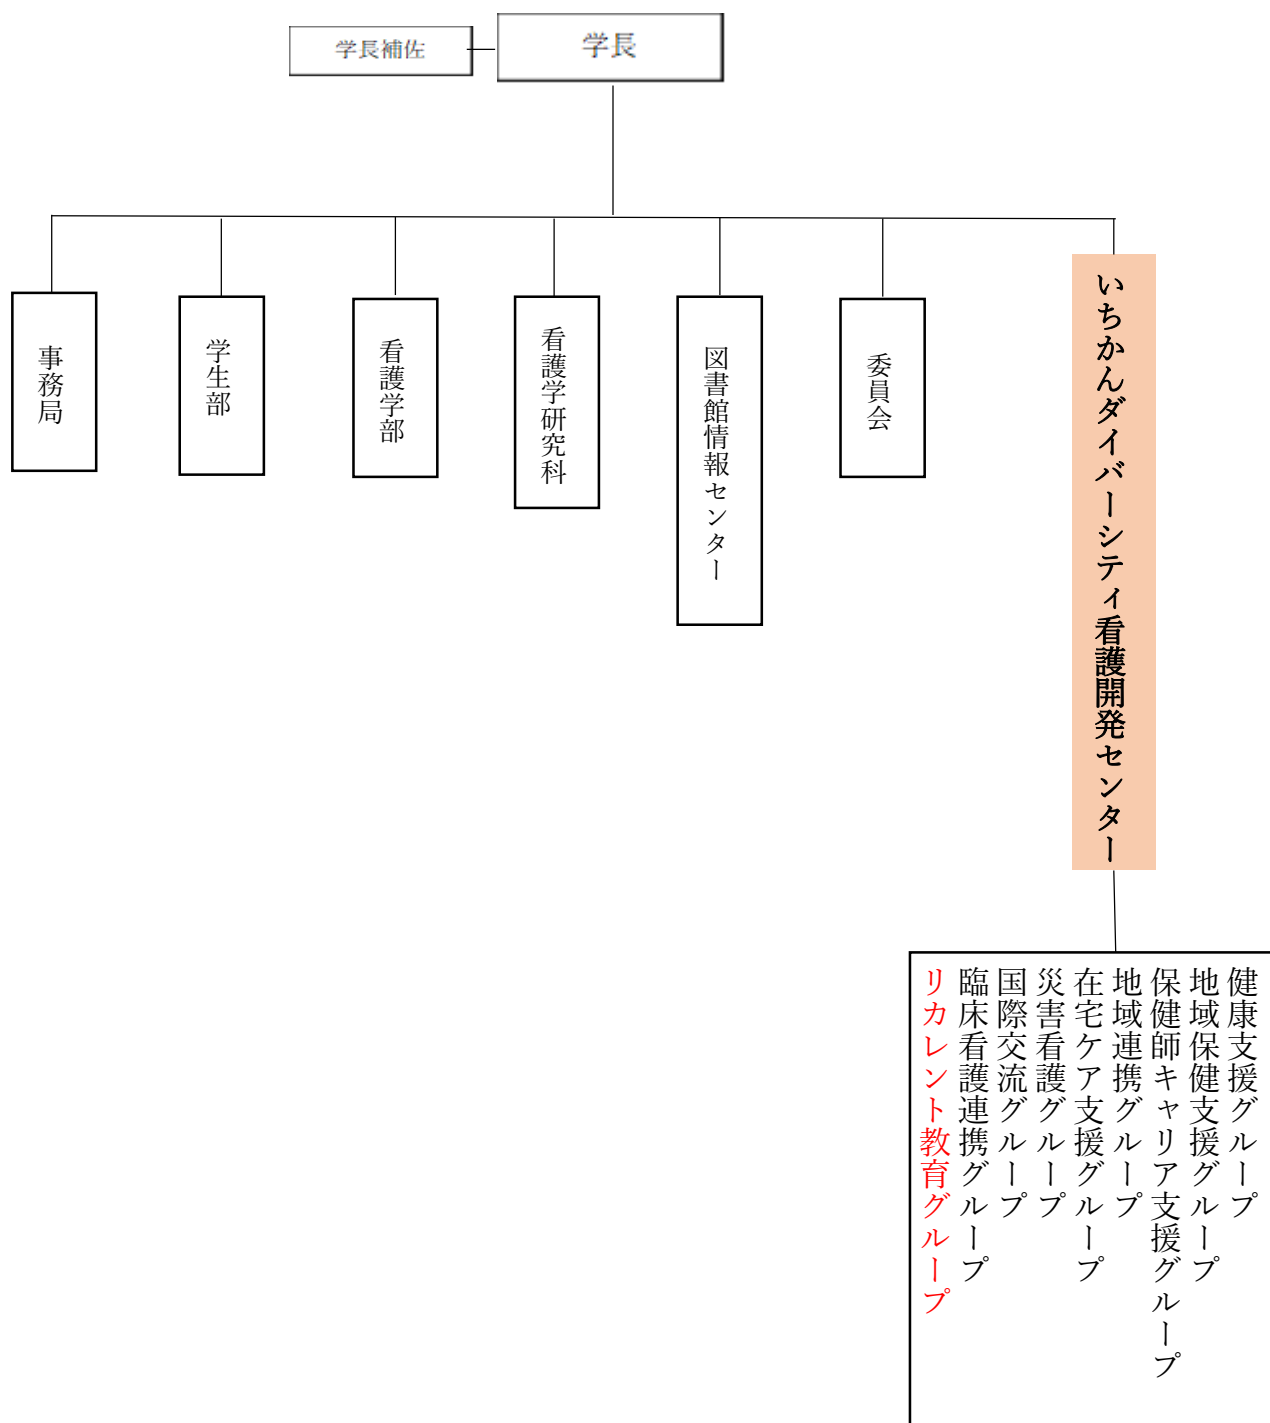 学長補佐
学長
事務局
学生部
看護学部
看護学研究科
図書館情報センター
委員会
いちかんダイバーシティ看護開発センター
健康支援グループ
地域保健支援グループ
保健師キャリア支援グループ
地域連携グループ
在宅ケア支援グループ
災害看護グループ
国際交流グループ
臨床看護連携グループ
リカレント教育グループ